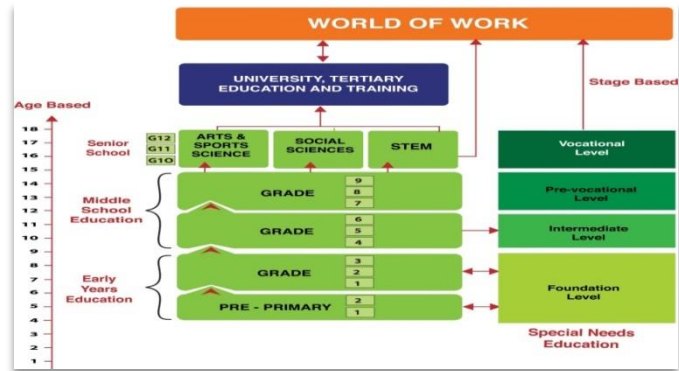 WORLD OF WORK
UNIVERSITY, TERTIARY
EDUCATION AND TRAINING
Stage Based
Age Based
18
17
16
15
14
13
12
11
10
9
8
7
6
5
4
3
2
1
Senior
School
G12
G11
G10
ARTS &
SPORTS
SCIENCE
SOCIAL
SCIENCES
STEM
Vocational
Level
Middle
School
Education
GRADE
9
8
7
Pre-vocational
Level
GRADE
6
5
4
Intermediate
Level
Early
Years
Education
GRADE
3
2
1
PRE - PRIMARY
2
1
Foundation
Level
Special Needs
Education